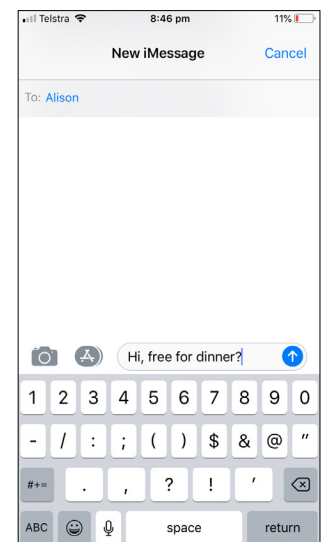 Telstra 8:46 pm 11%
New iMessage Cancel
To: Alison
Hi, free for dinner?
1 2 3 4 5 6 7 8 9 0
- / : ; ( ) $ & @ "
#+= . , ? ! '
ABC space return